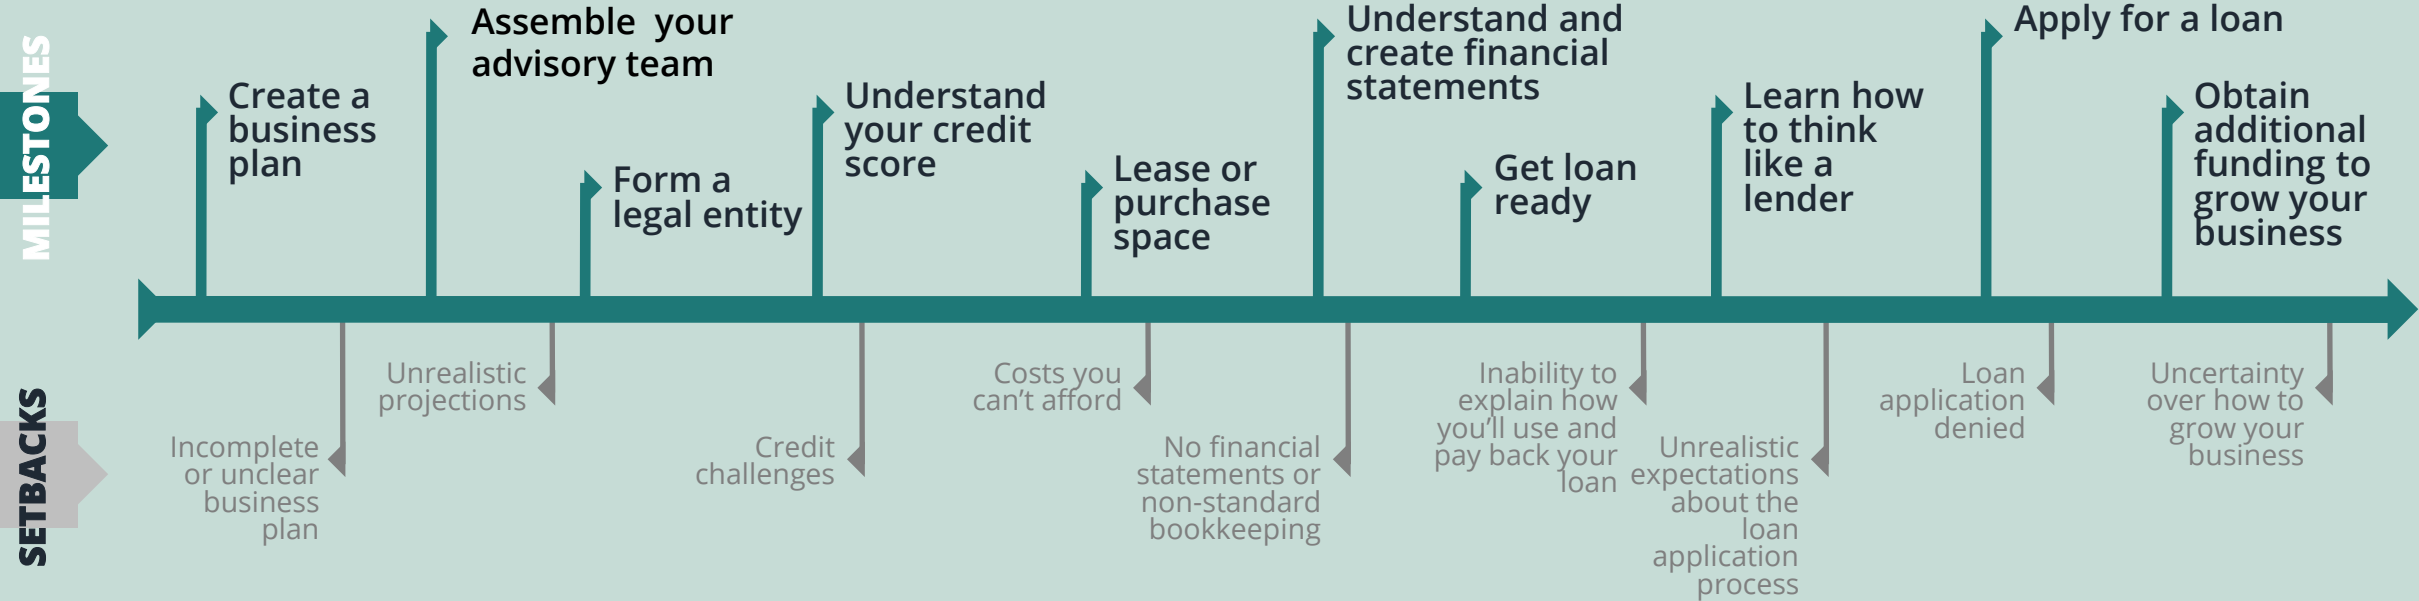 MILESTONES
Create a
business
plan
Assemble  your
advisory team
Form a
legal entity
Understand
your credit
score
Lease or
purchase
space
Understand and
create financial
statements
Get loan
ready
Learn how
to think
like a
lender
Apply for a loan
Obtain
additional
funding to
grow your
business
SETBACKS
Incomplete
or unclear
business
plan
Unrealistic
projections
Credit
challenges
Costs you
can’t afford
No financial
statements or
non-standard
bookkeeping
Inability to
explain how
you’ll use and
pay back your
loan
Unrealistic
expectations
about the
loan
application
process
Loan
application
denied
Uncertainty
over how to
grow your
business